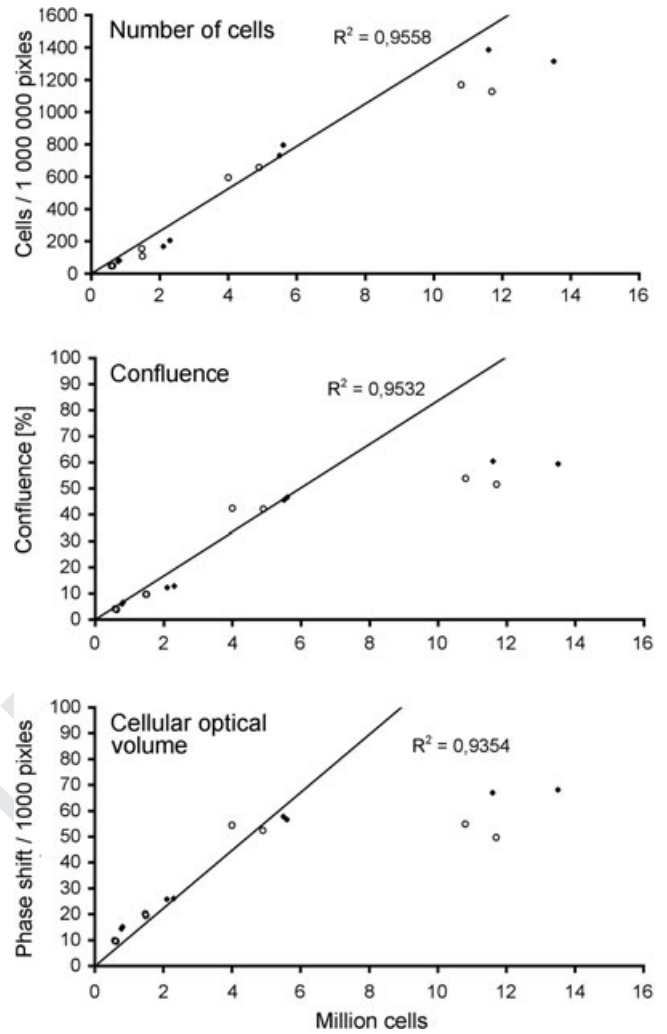 Number of cells
R² = 0,9558
Cells / 1 000 000 pixles
1600
1400
1200
1000
800
600
400
200
0
0 2 4 6 8 10 12 14 16
Confluence
R² = 0,9532
Confluence [%]
100
90
80
70
60
50
40
30
20
10
0
0 2 4 6 8 10 12 14 16
Cellular optical
volume
R² = 0,9354
Phase shift / 1000 pixles
100
90
80
70
60
50
40
30
20
10
0
0 2 4 6 8 10 12 14 16
Million cells